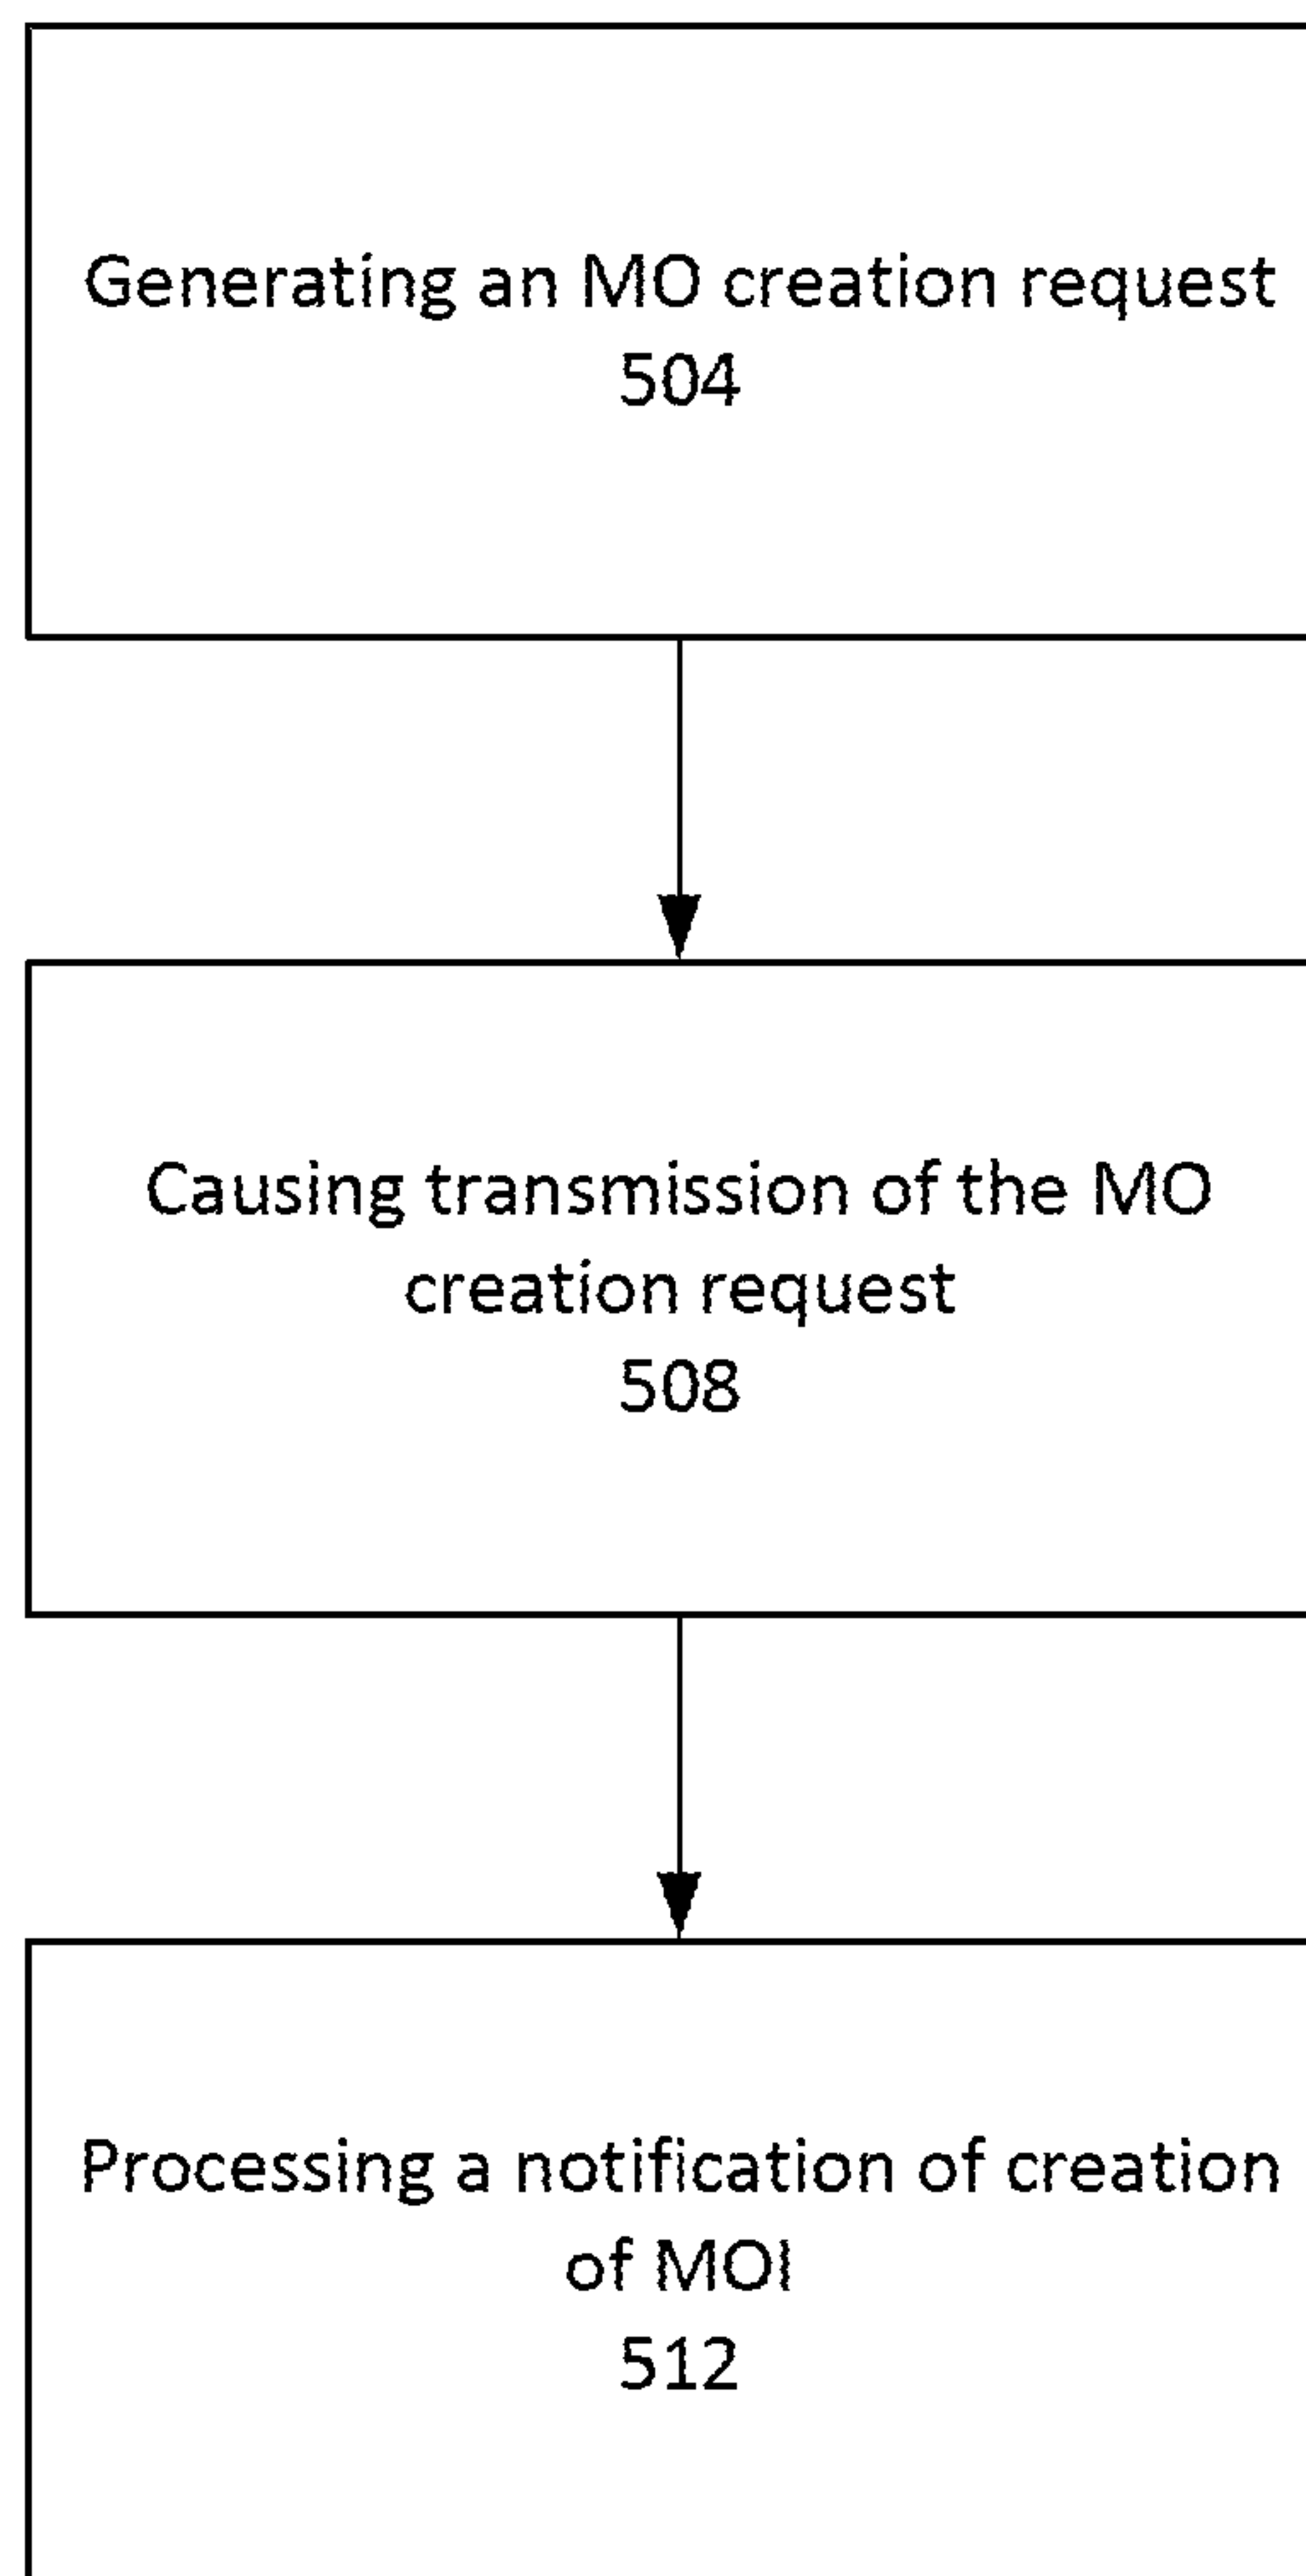 Generating an MO creation request
504
Causing transmission of the MO
creation request
508
Processing a notification of creation
of MOI
512